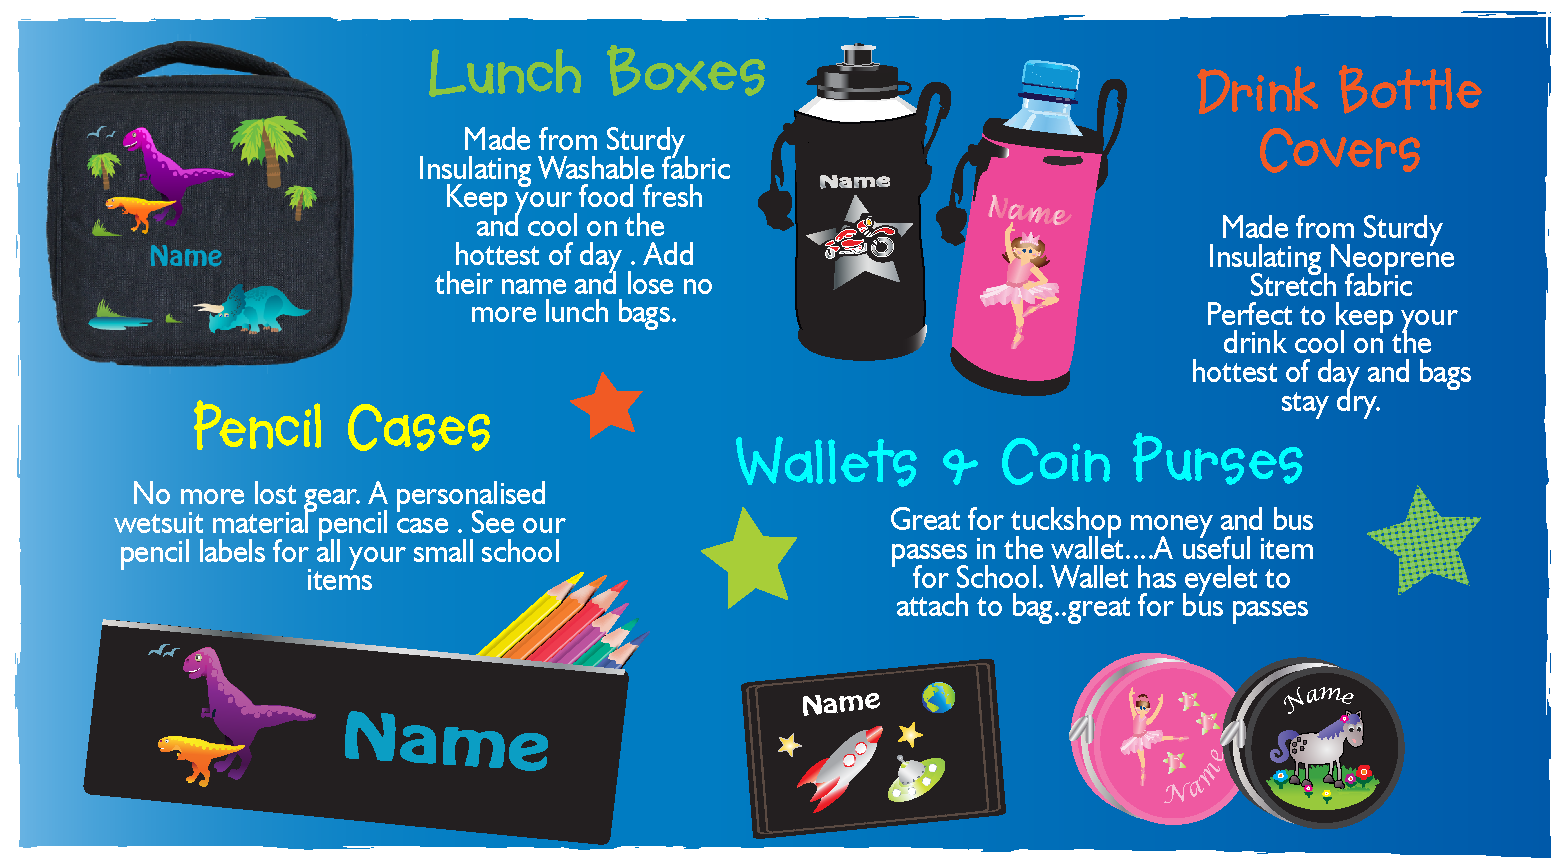 Lunch Boxes
Made from Sturdy
Insulating Washable fabric
Keep your food fresh
and cool on the
hottest of day . Add
their name and lose no
more lunch bags.
Name
Name
Name
Drink Bottle
Covers
Made from Sturdy
Insulating Neoprene
Stretch fabric
Perfect to keep your
drink cool on the
hottest of day and bags
stay dry.
Pencil Cases
No more lost gear. A personalised
wetsuit material pencil case . See our
pencil labels for all your small school
items
Name
Wallets & Coin Purses
Great for tuckshop money and bus
passes in the wallet....A useful item
for School. Wallet has eyelet to
attach to bag..great for bus passes
Name
Name
Name